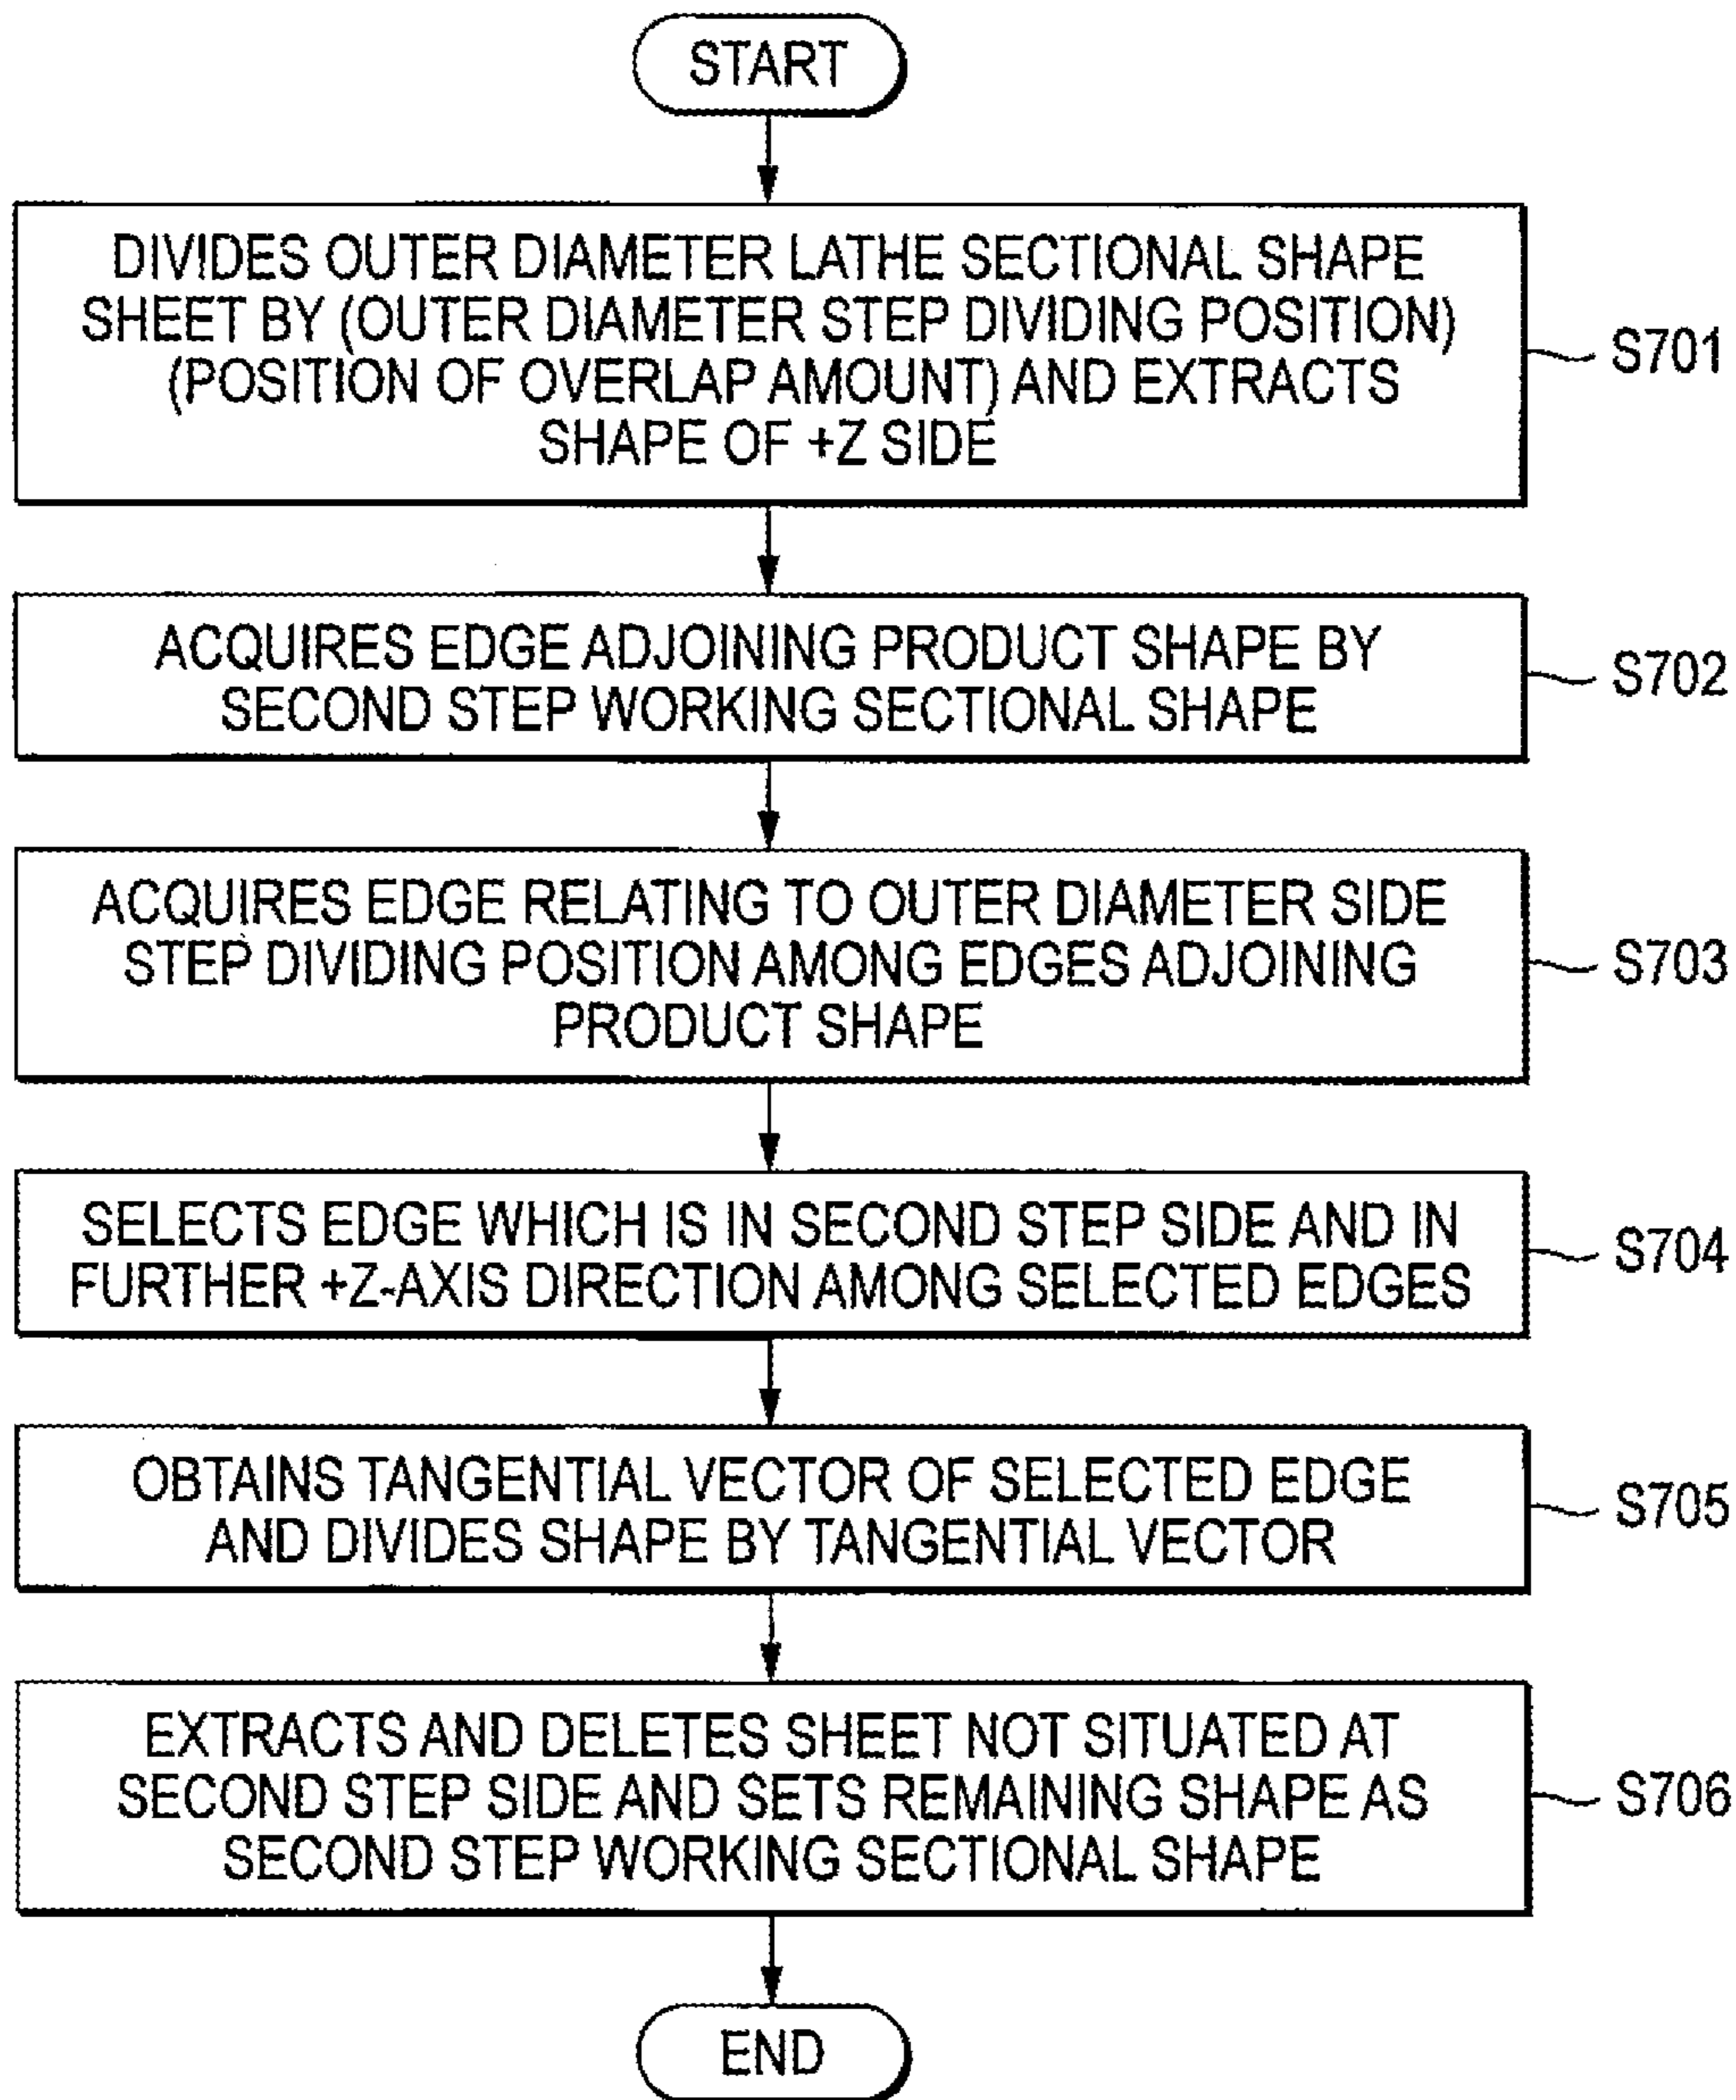 START
DIVIDES OUTER DIAMETER LATHE SECTIONAL SHAPE
SHEET BY (OUTER DIAMETER STEP DIVIDING POSITION)
(POSITION OF OVERLAP AMOUNT) AND EXTRACTS
SHAPE OF +Z SIDE
S701
ACQUIRES EDGE ADJOINING PRODUCT SHAPE BY
SECOND STEP WORKING SECTIONAL SHAPE
S702
ACQUIRES EDGE RELATING TO OUTER DIAMETER SIDE
STEP DIVIDING POSITION AMONG EDGES ADJOINING
PRODUCT SHAPE
S703
SELECTS EDGE WHICH IS IN SECOND STEP SIDE AND IN
FURTHER +Z-AXIS DIRECTION AMONG SELECTED EDGES
S704
OBTAINS TANGENTIAL VECTOR OF SELECTED EDGE
AND DIVIDES SHAPE BY TANGENTIAL VECTOR
S705
EXTRACTS AND DELETES SHEET NOT SITUATED AT
SECOND STEP SIDE AND SETS REMAINING SHAPE AS
SECOND STEP WORKING SECTIONAL SHAPE
S706
END